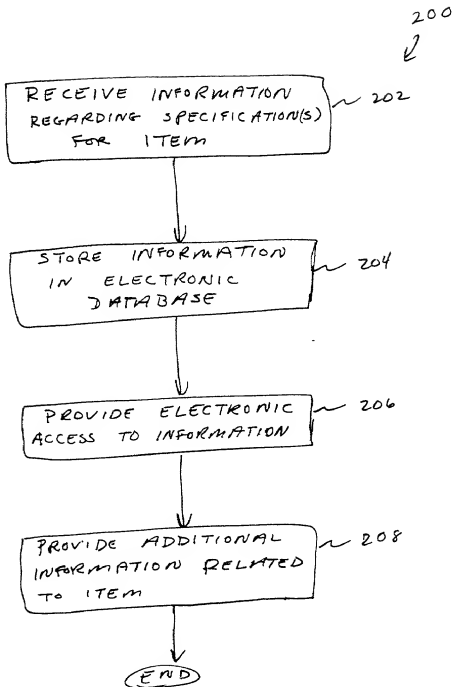 200
RECEIVE INFORMATION
REGARDING SPECIFICATION(S)
FOR ITEM
202
STORE INFORMATION
IN ELECTRONIC
DATABASE
204
PROVIDE ELECTRONIC
ACCESS TO INFORMATION
206
PROVIDE ADDITIONAL
INFORMATION RELATED
TO ITEM
208
END